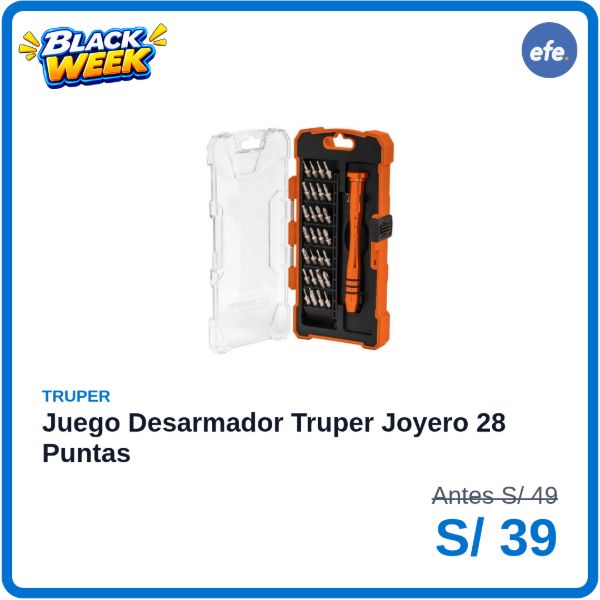 BLACK
WEEK
efe.
TRUPER
Juego Desarmador Truper Joyero 28
Puntas
Antes S/ 49
S/ 39